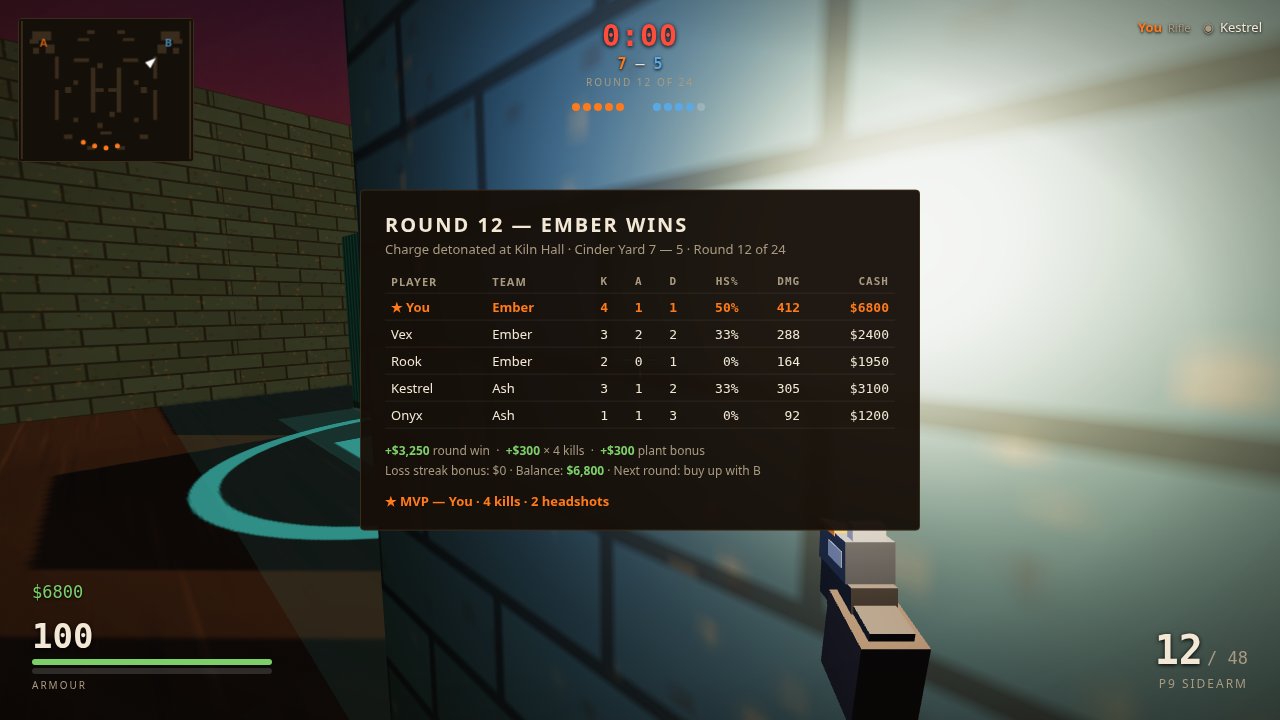 A
B
0:00
7 — 5
ROUND 12 OF 24
You Rifle ◉ Kestrel
ROUND 12 — EMBER WINS
Charge detonated at Kiln Hall · Cinder Yard 7 — 5 · Round 12 of 24
PLAYER TEAM K A D HS% DMG CASH
★ You Ember 4 1 1 50% 412 $6800
Vex Ember 3 2 2 33% 288 $2400
Rook Ember 2 0 1 0% 164 $1950
Kestrel Ash 3 1 2 33% 305 $3100
Onyx Ash 1 1 3 0% 92 $1200
+$3,250 round win · +$300 × 4 kills · +$300 plant bonus
Loss streak bonus: $0 · Balance: $6,800 · Next round: buy up with B
★ MVP — You · 4 kills · 2 headshots
$6800
100
ARMOUR
12 / 48
P9 SIDEARM